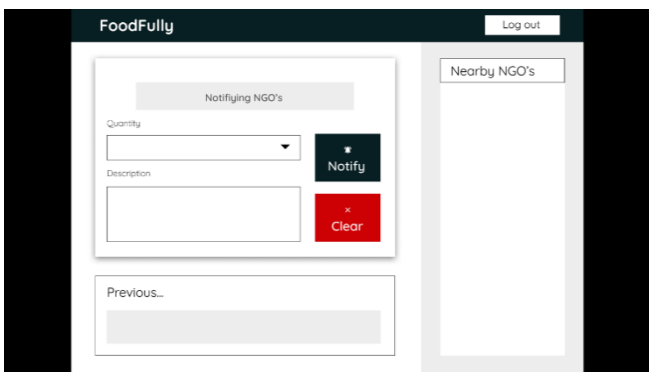 FoodFully
Log out
Notifiying NGO's
Quantity
Notify
Description
×
Clear
Previous...
Nearby NGO's